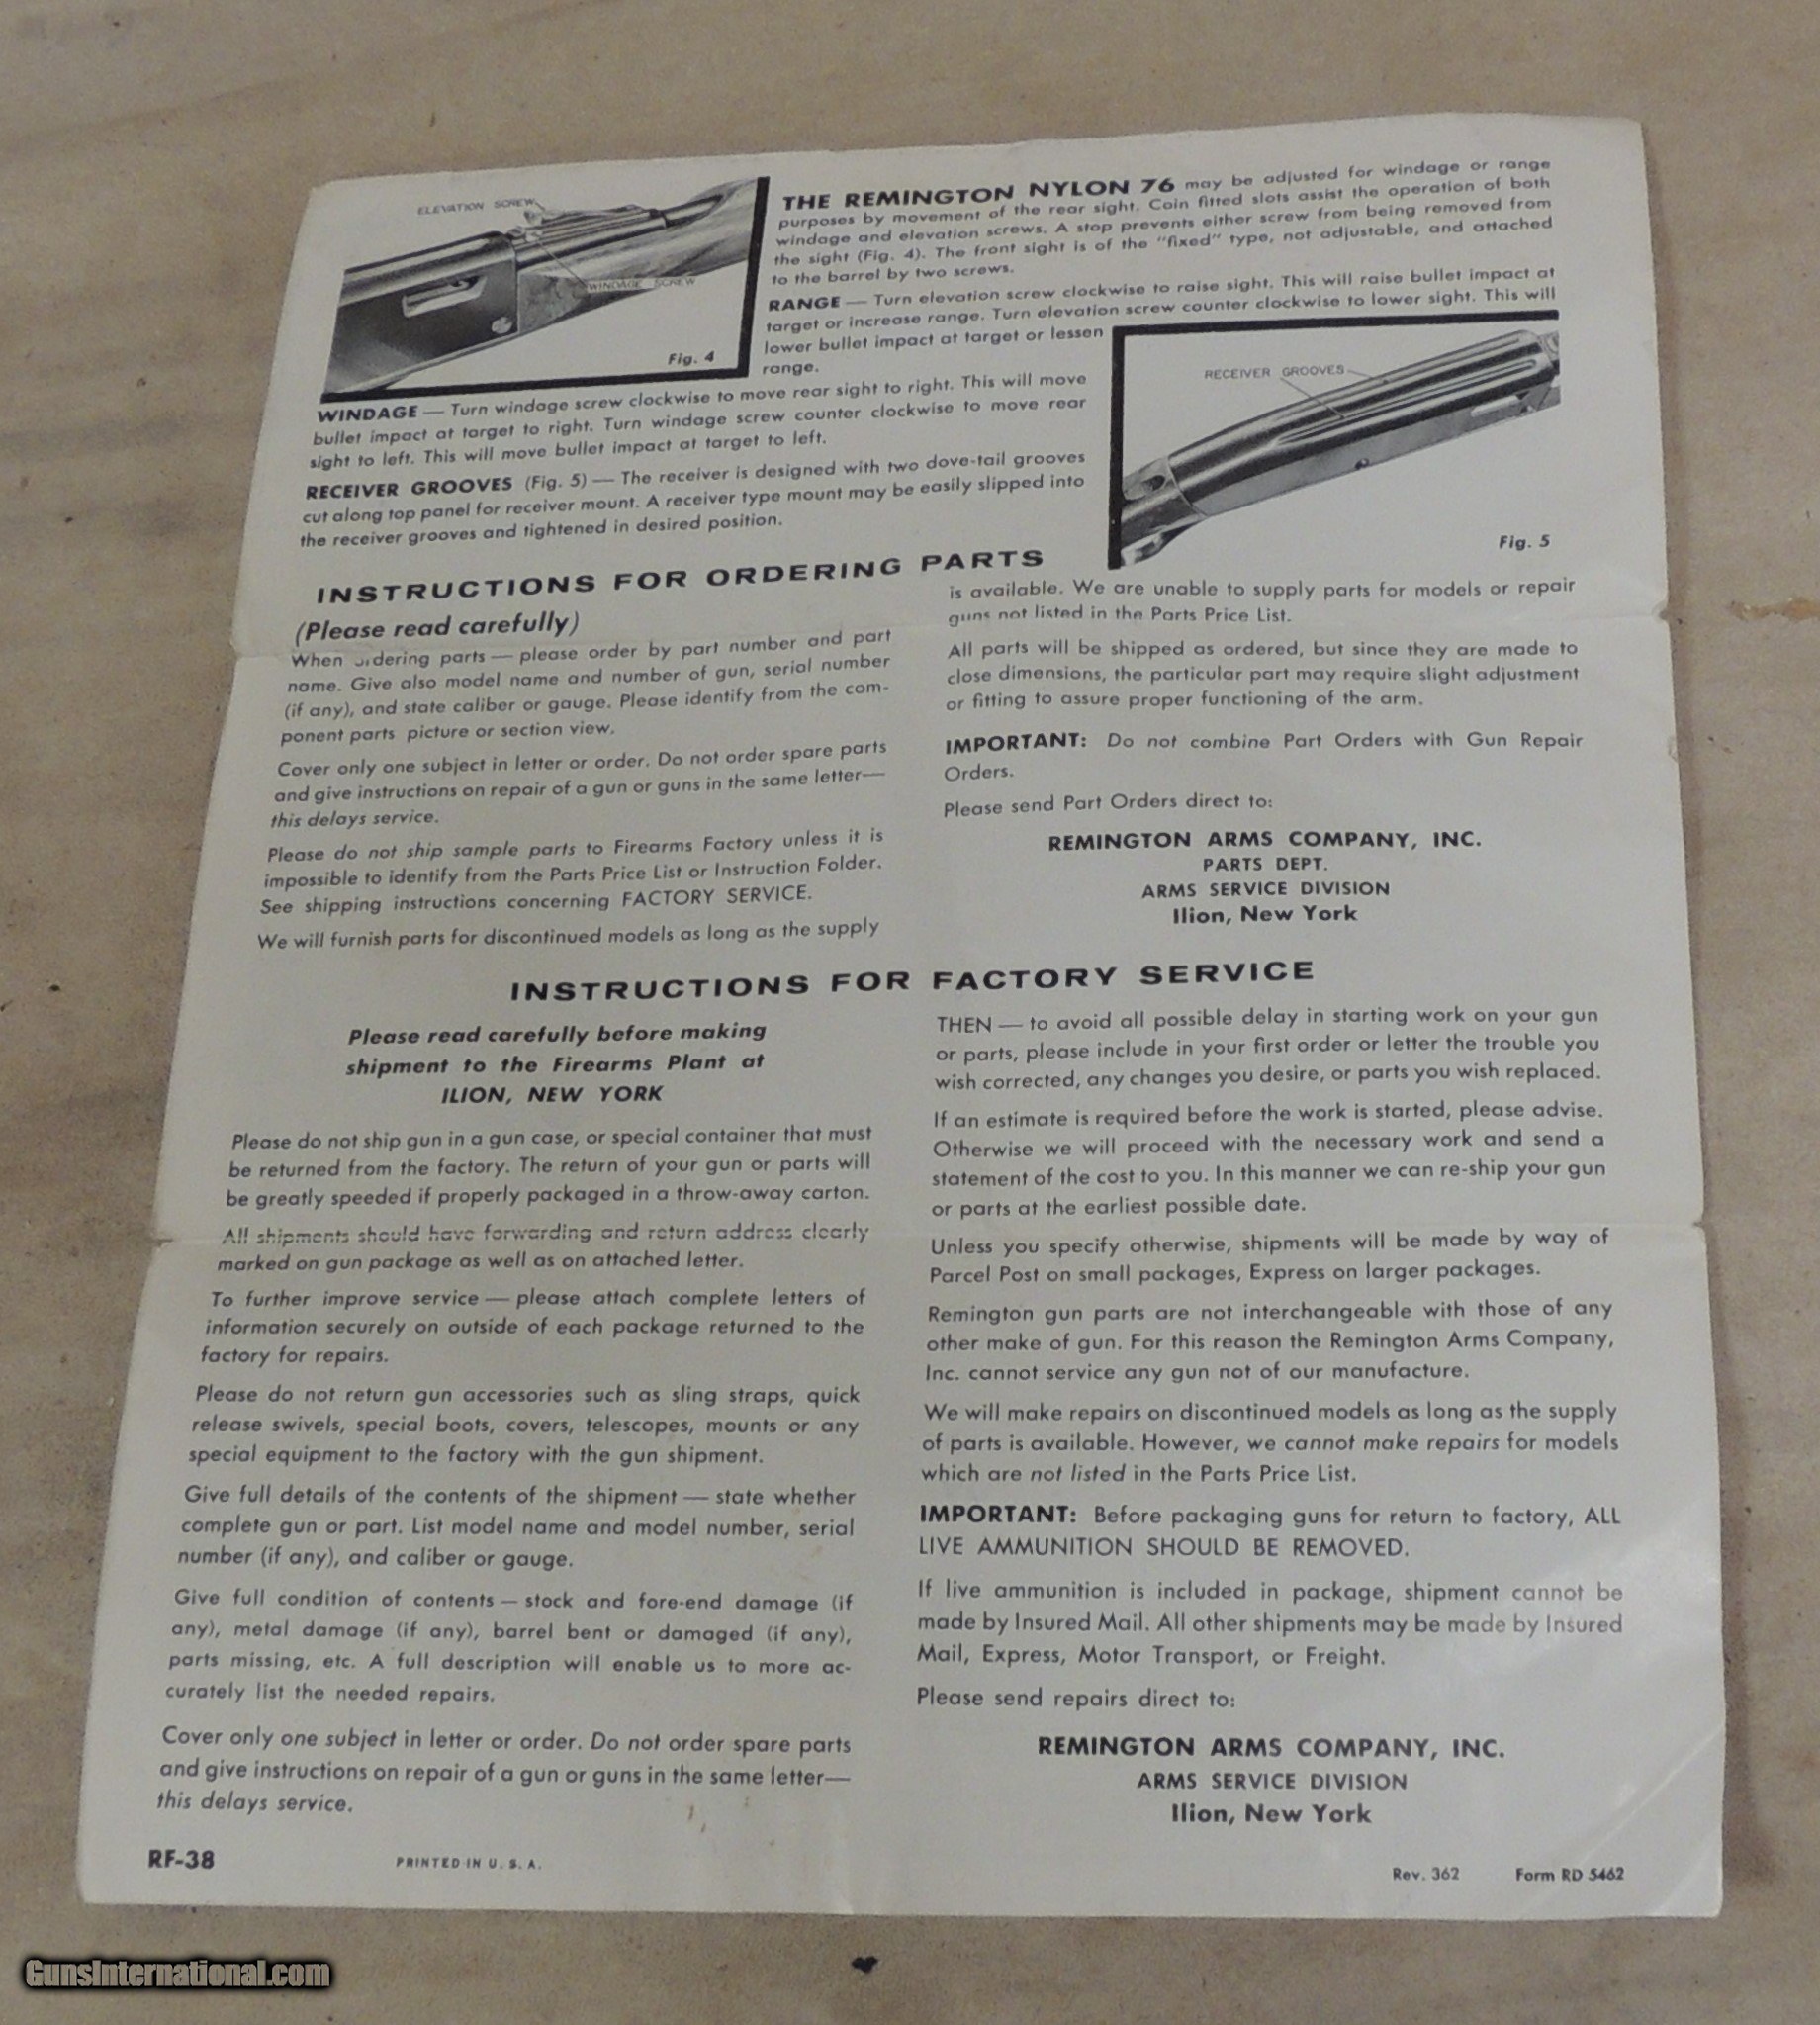 ELEVATION SCREW
WINDAGE SCREW
Fig. 4
THE REMINGTON NYLON 76 may be adjusted for windage or range
purposes by movement of the rear sight. Coin fitted slots assist the operation of both
windage and elevation screws. A stop prevents either screw from being removed from
the sight (Fig. 4). The front sight is of the "fixed" type, not adjustable, and attached
to the barrel by two screws.
RANGE — Turn elevation screw clockwise to raise sight. This will raise bullet impact at
target or increase range. Turn elevation screw counter clockwise to lower sight. This will
lower bullet impact at target or lessen
range.
WINDAGE — Turn windage screw clockwise to move rear sight to right. This will move
bullet impact at target to right. Turn windage screw counter clockwise to move rear
sight to left. This will move bullet impact at target to left.
RECEIVER GROOVES (Fig. 5) — The receiver is designed with two dove-tail grooves
cut along top panel for receiver mount. A receiver type mount may be easily slipped into
the receiver grooves and tightened in desired position.
RECEIVER GROOVES
Fig. 5
INSTRUCTIONS FOR ORDERING PARTS
(Please read carefully)
When ordering parts — please order by part number and part
name. Give also model name and number of gun, serial number
(if any), and state caliber or gauge. Please identify from the com-
ponent parts picture or section view.
Cover only one subject in letter or order. Do not order spare parts
and give instructions on repair of a gun or guns in the same letter—
this delays service.
Please do not ship sample parts to Firearms Factory unless it is
impossible to identify from the Parts Price List or Instruction Folder.
See shipping instructions concerning FACTORY SERVICE.
We will furnish parts for discontinued models as long as the supply
is available. We are unable to supply parts for models or repair
guns not listed in the Parts Price List.
All parts will be shipped as ordered, but since they are made to
close dimensions, the particular part may require slight adjustment
or fitting to assure proper functioning of the arm.
IMPORTANT: Do not combine Part Orders with Gun Repair
Orders.
Please send Part Orders direct to:
REMINGTON ARMS COMPANY, INC.
PARTS DEPT.
ARMS SERVICE DIVISION
Ilion, New York
INSTRUCTIONS FOR FACTORY SERVICE
Please read carefully before making
shipment to the Firearms Plant at
ILION, NEW YORK
Please do not ship gun in a gun case, or special container that must
be returned from the factory. The return of your gun or parts will
be greatly speeded if properly packaged in a throw-away carton.
All shipments should have forwarding and return address clearly
marked on gun package as well as on attached letter.
To further improve service — please attach complete letters of
information securely on outside of each package returned to the
factory for repairs.
Please do not return gun accessories such as sling straps, quick
release swivels, special boots, covers, telescopes, mounts or any
special equipment to the factory with the gun shipment.
Give full details of the contents of the shipment — state whether
complete gun or part. List model name and model number, serial
number (if any), and caliber or gauge.
Give full condition of contents — stock and fore-end damage (if
any), metal damage (if any), barrel bent or damaged (if any),
parts missing, etc. A full description will enable us to more ac-
curately list the needed repairs.
Cover only one subject in letter or order. Do not order spare parts
and give instructions on repair of a gun or guns in the same letter—
this delays service.
THEN — to avoid all possible delay in starting work on your gun
or parts, please include in your first order or letter the trouble you
wish corrected, any changes you desire, or parts you wish replaced.
If an estimate is required before the work is started, please advise.
Otherwise we will proceed with the necessary work and send a
statement of the cost to you. In this manner we can re-ship your gun
or parts at the earliest possible date.
Unless you specify otherwise, shipments will be made by way of
Parcel Post on small packages, Express on larger packages.
Remington gun parts are not interchangeable with those of any
other make of gun. For this reason the Remington Arms Company,
Inc. cannot service any gun not of our manufacture.
We will make repairs on discontinued models as long as the supply
of parts is available. However, we cannot make repairs for models
which are not listed in the Parts Price List.
IMPORTANT: Before packaging guns for return to factory, ALL
LIVE AMMUNITION SHOULD BE REMOVED.
If live ammunition is included in package, shipment cannot be
made by Insured Mail. All other shipments may be made by Insured
Mail, Express, Motor Transport, or Freight.
Please send repairs direct to:
REMINGTON ARMS COMPANY, INC.
ARMS SERVICE DIVISION
Ilion, New York
RF-38
PRINTED IN U. S. A.
Rev. 362 Form RD 5462
GunsInternational.com